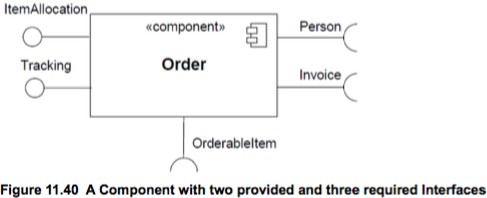 ItemAllocation
«component»
Person
Tracking
Order
Invoice
OrderableItem
Figure 11.40 A Component with two provided and three required Interfaces